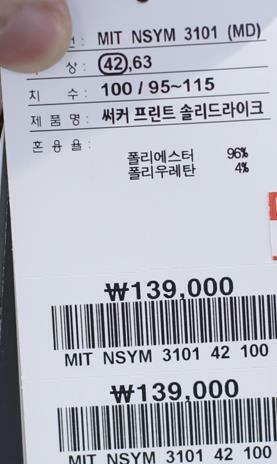 번: MIT NSYM 3101 (MD)
상: 42,63
치 수: 100 / 95~115
제 품 명: 써커 프린트 솔리드라이크
혼 용 율:
폴리에스터 96%
폴리우레탄 4%
₩139,000
MIT NSYM 3101 42 100
₩139,000
MIT NSYM 3101 42 100